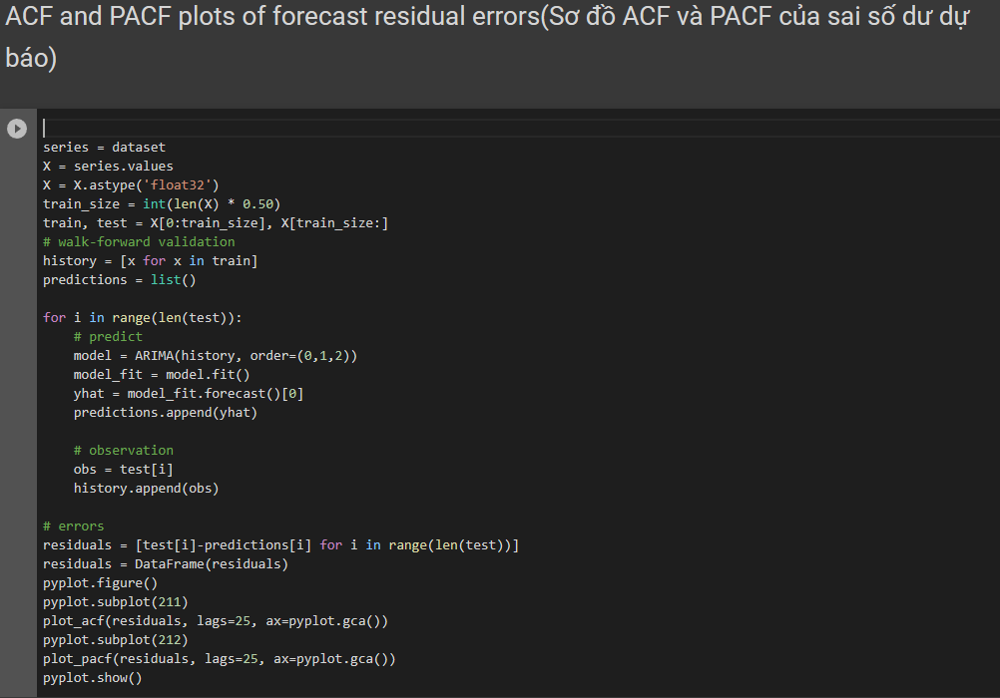 ACF and PACF plots of forecast residual errors(Sơ đồ ACF và PACF của sai số dư dự
báo)
series = dataset
X = series.values
X = X.astype('float32')
train_size = int(len(X) * 0.50)
train, test = X[0:train_size], X[train_size:]
# walk-forward validation
history = [x for x in train]
predictions = list()
for i in range(len(test)):
    # predict
    model = ARIMA(history, order=(0,1,2))
    model_fit = model.fit()
    yhat = model_fit.forecast()[0]
    predictions.append(yhat)
    # observation
    obs = test[i]
    history.append(obs)
# errors
residuals = [test[i]-predictions[i] for i in range(len(test))]
residuals = DataFrame(residuals)
pyplot.figure()
pyplot.subplot(211)
plot_acf(residuals, lags=25, ax=pyplot.gca())
pyplot.subplot(212)
plot_pacf(residuals, lags=25, ax=pyplot.gca())
pyplot.show()